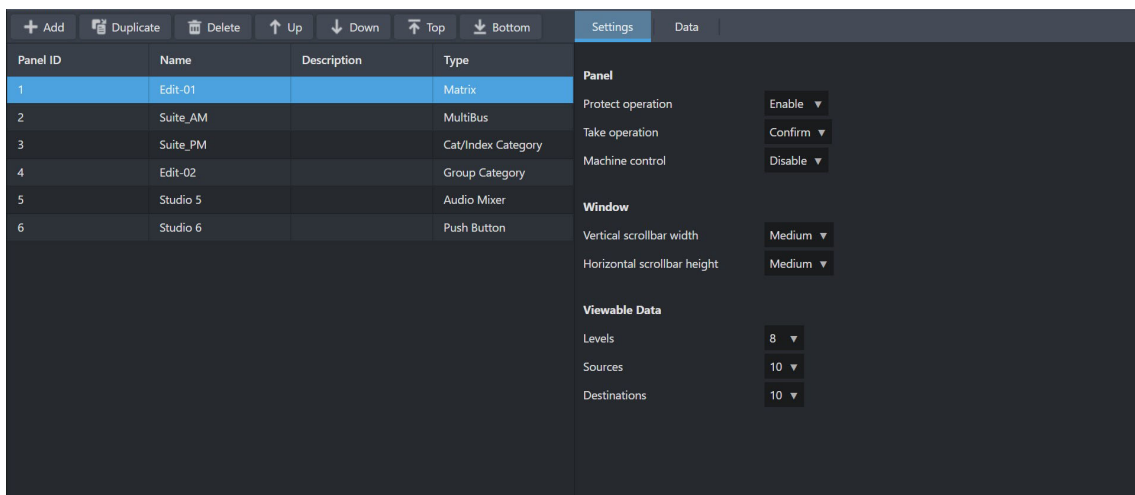 Add Duplicate Delete Up Down Top Bottom
Panel ID Name Description Type
1 Edit-01 Matrix
2 Suite_AM MultiBus
3 Suite_PM Cat/Index Category
4 Edit-02 Group Category
5 Studio 5 Audio Mixer
6 Studio 6 Push Button
Settings Data
Panel
Protect operation Enable
Take operation Confirm
Machine control Disable
Window
Vertical scrollbar width Medium
Horizontal scrollbar height Medium
Viewable Data
Levels 8
Sources 10
Destinations 10